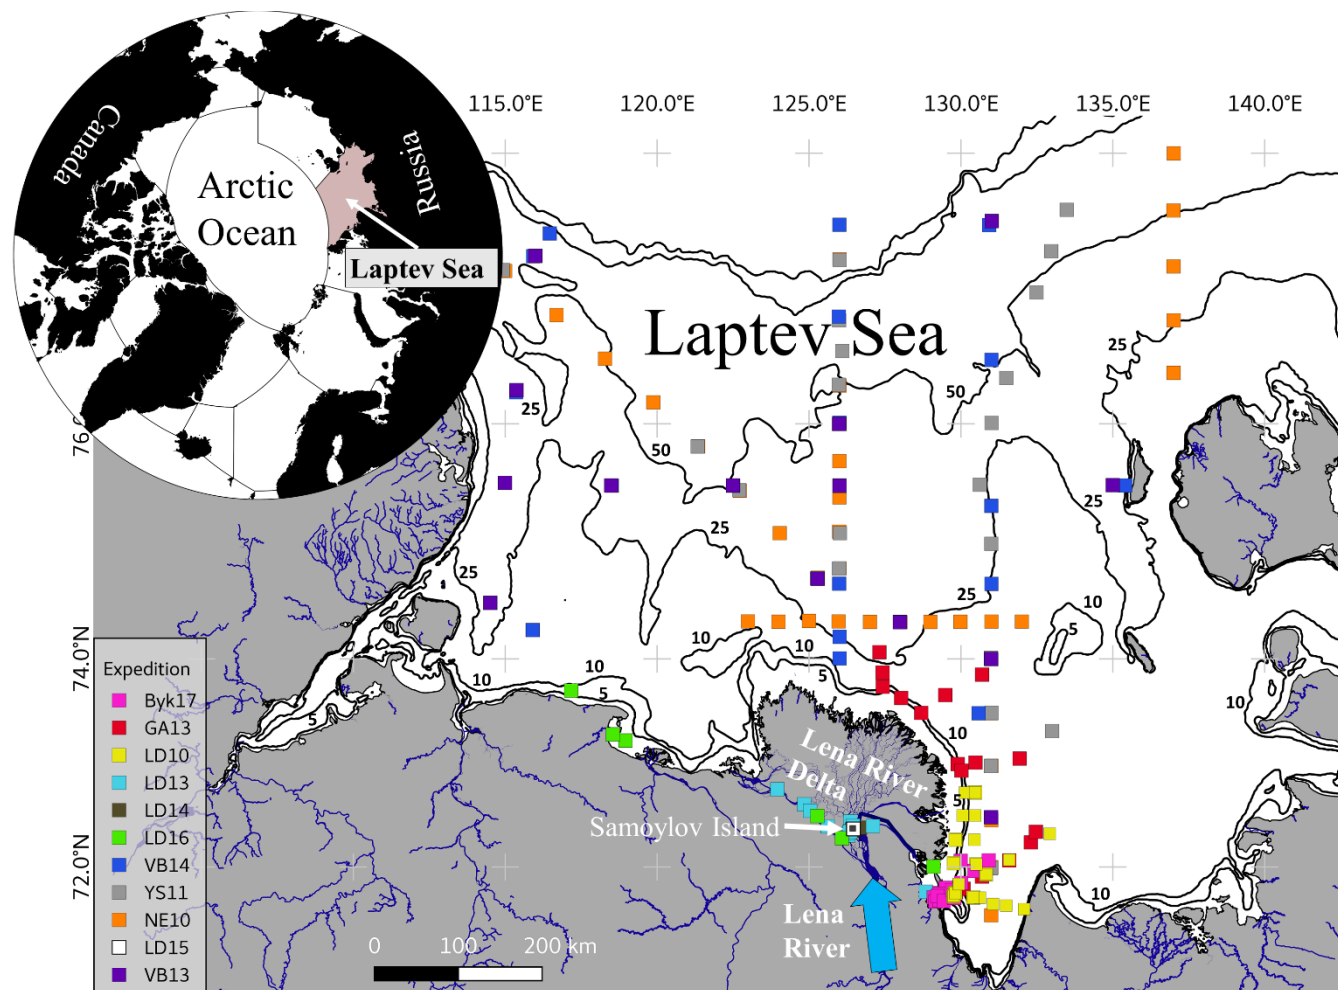 115.0°E 120.0°E 125.0°E 130.0°E 135.0°E 140.0°E
Canada
Russia
Arctic
Ocean
Laptev Sea
Laptev Sea
25
50
25
50
25
25
25
25
10
5
10
10
5
10
5
10
5
10
5
10
10
74.0°N
72.0°N
Lena River
Delta
Samoylov Island
Lena
River
Expedition
Byk17
GA13
LD10
LD13
LD14
LD16
VB14
YS11
NE10
LD15
VB13
0 100 200 km